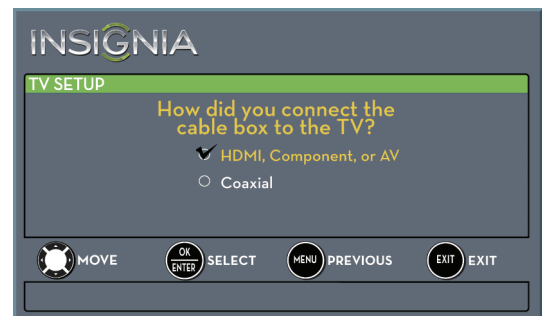 INSIGNIA
TV SETUP
How did you connect the
cable box to the TV?
HDMI, Component, or AV
Coaxial
MOVE
OK
ENTER
SELECT
MENU
PREVIOUS
EXIT
EXIT